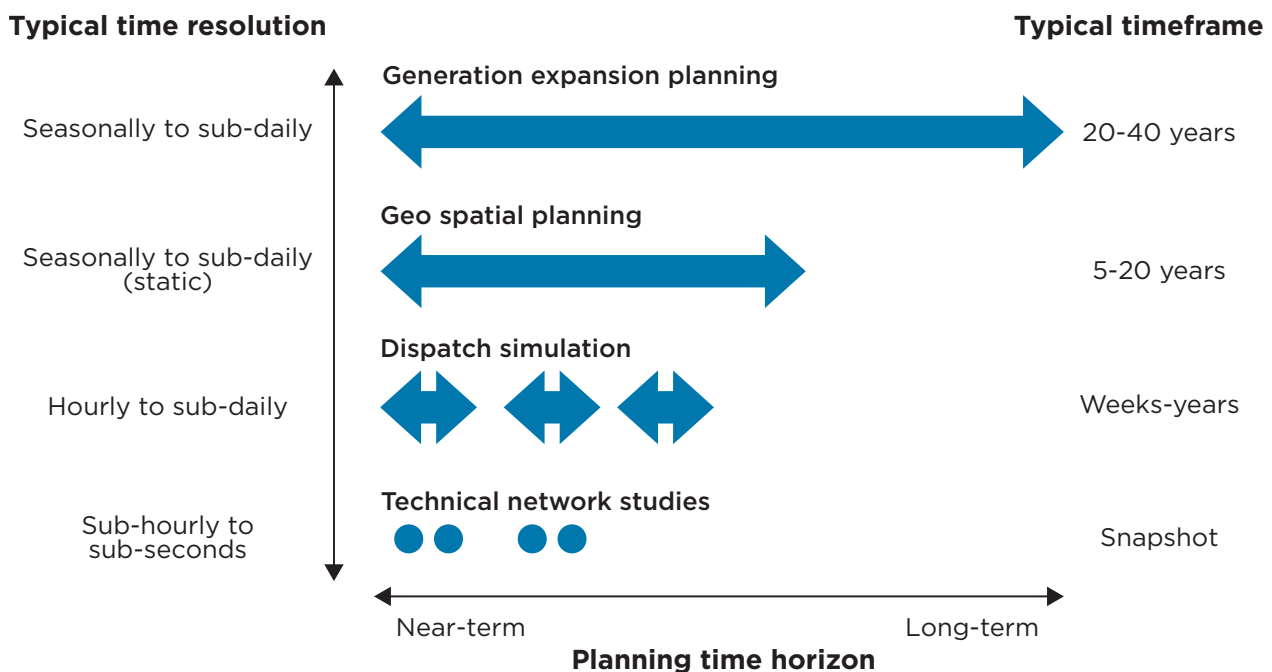 Typical time resolution
Typical timeframe
Generation expansion planning
Seasonally to sub-daily
20-40 years
Geo spatial planning
Seasonally to sub-daily
(static)
5-20 years
Dispatch simulation
Hourly to sub-daily
Weeks-years
Technical network studies
Sub-hourly to
sub-seconds
Snapshot
Near-term
Long-term
Planning time horizon